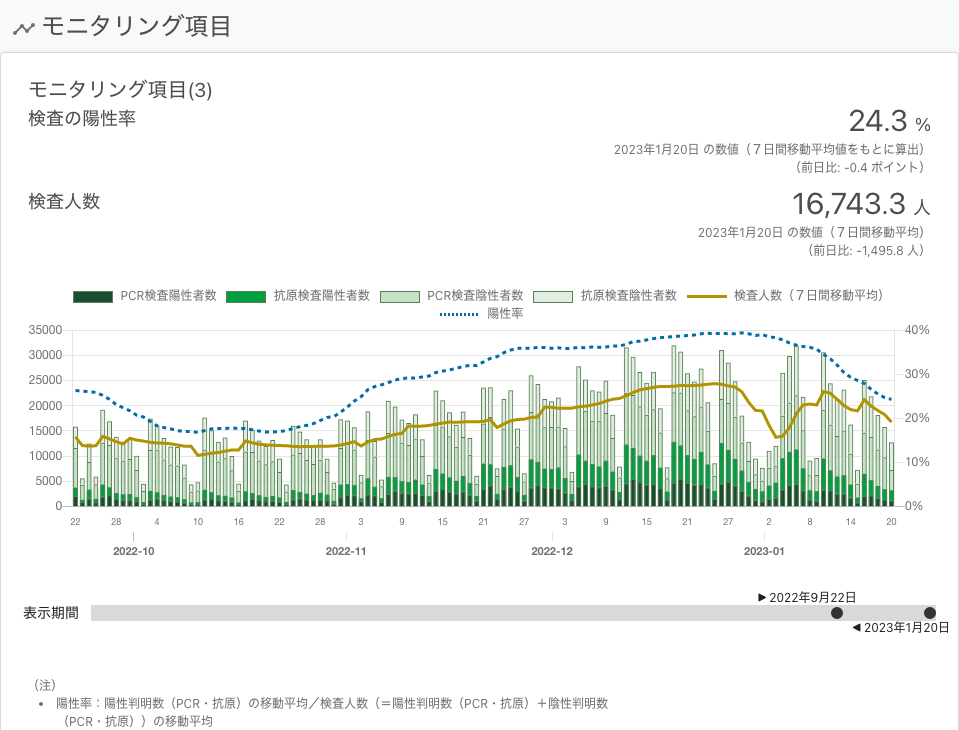 モニタリング項目
モニタリング項目(3)
検査の陽性率
24.3 %
2023年1月20日 の数値（７日間移動平均値をもとに算出）
（前日比: -0.4 ポイント）
検査人数
16,743.3 人
2023年1月20日 の数値（７日間移動平均）
（前日比: -1,495.8 人）
PCR検査陽性者数 抗原検査陽性者数 PCR検査陰性者数 抗原検査陰性者数 検査人数（７日間移動平均）
陽性率
35000 40%
30000
25000 30%
20000
15000 20%
10000
5000 10%
0 0%
22 28 4 10 16 22 28 3 9 15 21 27 3 9 15 21 27 2 8 14 20
2022-10 2022-11 2022-12 2023-01
▶ 2022年9月22日
表示期間
◀ 2023年1月20日
（注）
• 陽性率：陽性判明数（PCR・抗原）の移動平均／検査人数（＝陽性判明数（PCR・抗原）＋陰性判明数
（PCR・抗原））の移動平均